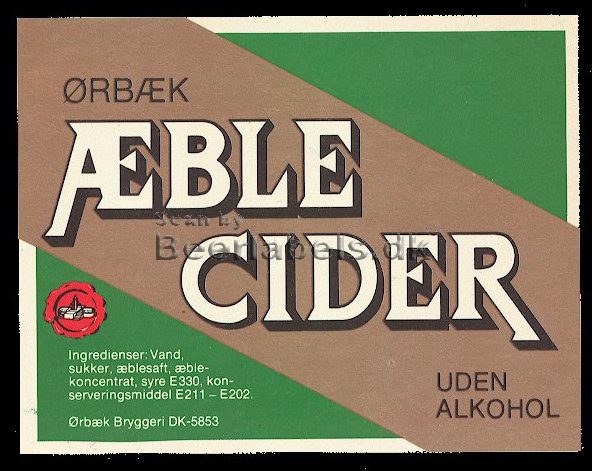 ØRBÆK
ÆBLE
Scan by
Beerlabels.dk
CIDER
Ingredienser: Vand,
sukker, æblesaft, æble-
koncentrat, syre E330, kon-
serveringsmiddel E211 – E202.
Ørbæk Bryggeri DK-5853
UDEN
ALKOHOL